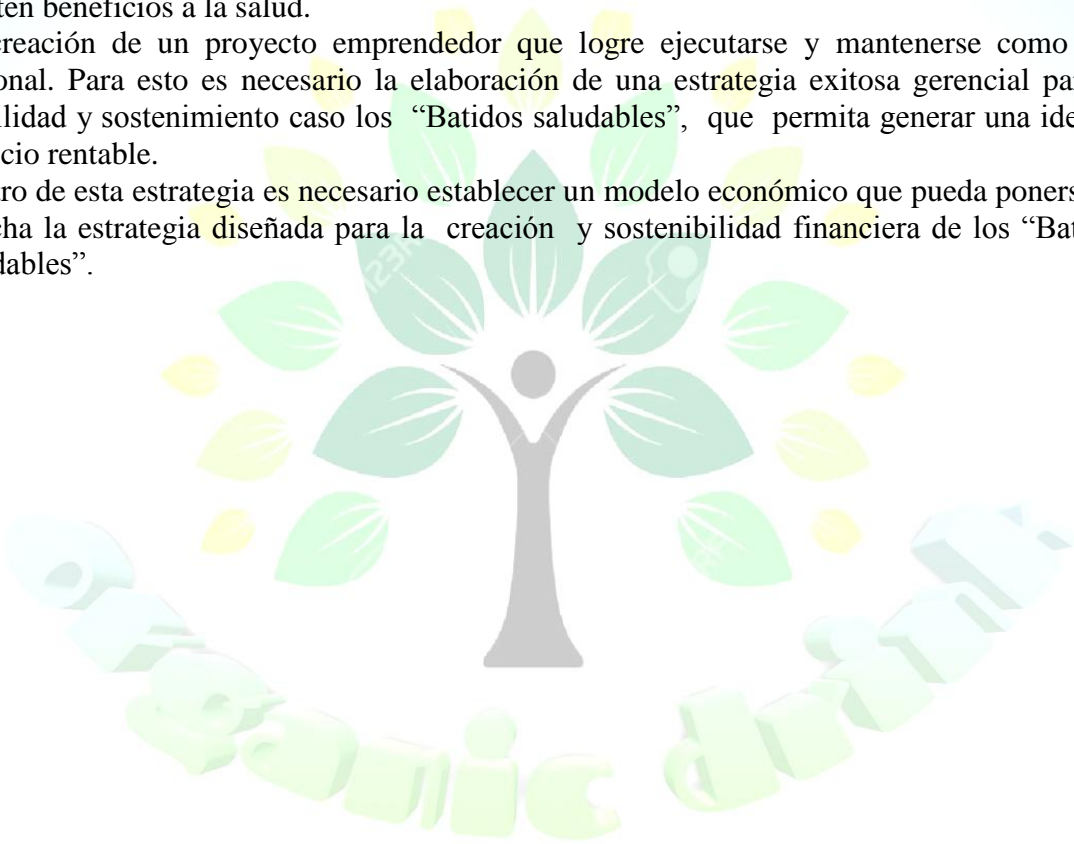 ten beneficios a la salud.
creación de un proyecto emprendedor que logre ejecutarse y mantenerse como
onal. Para esto es necesario la elaboración de una estrategia exitosa gerencial par
ilidad y sostenimiento caso los “Batidos saludables”, que permita generar una ide
cio rentable.
ro de esta estrategia es necesario establecer un modelo económico que pueda poners
ha la estrategia diseñada para la creación y sostenibilidad financiera de los “Bat
dables”.
organic drink